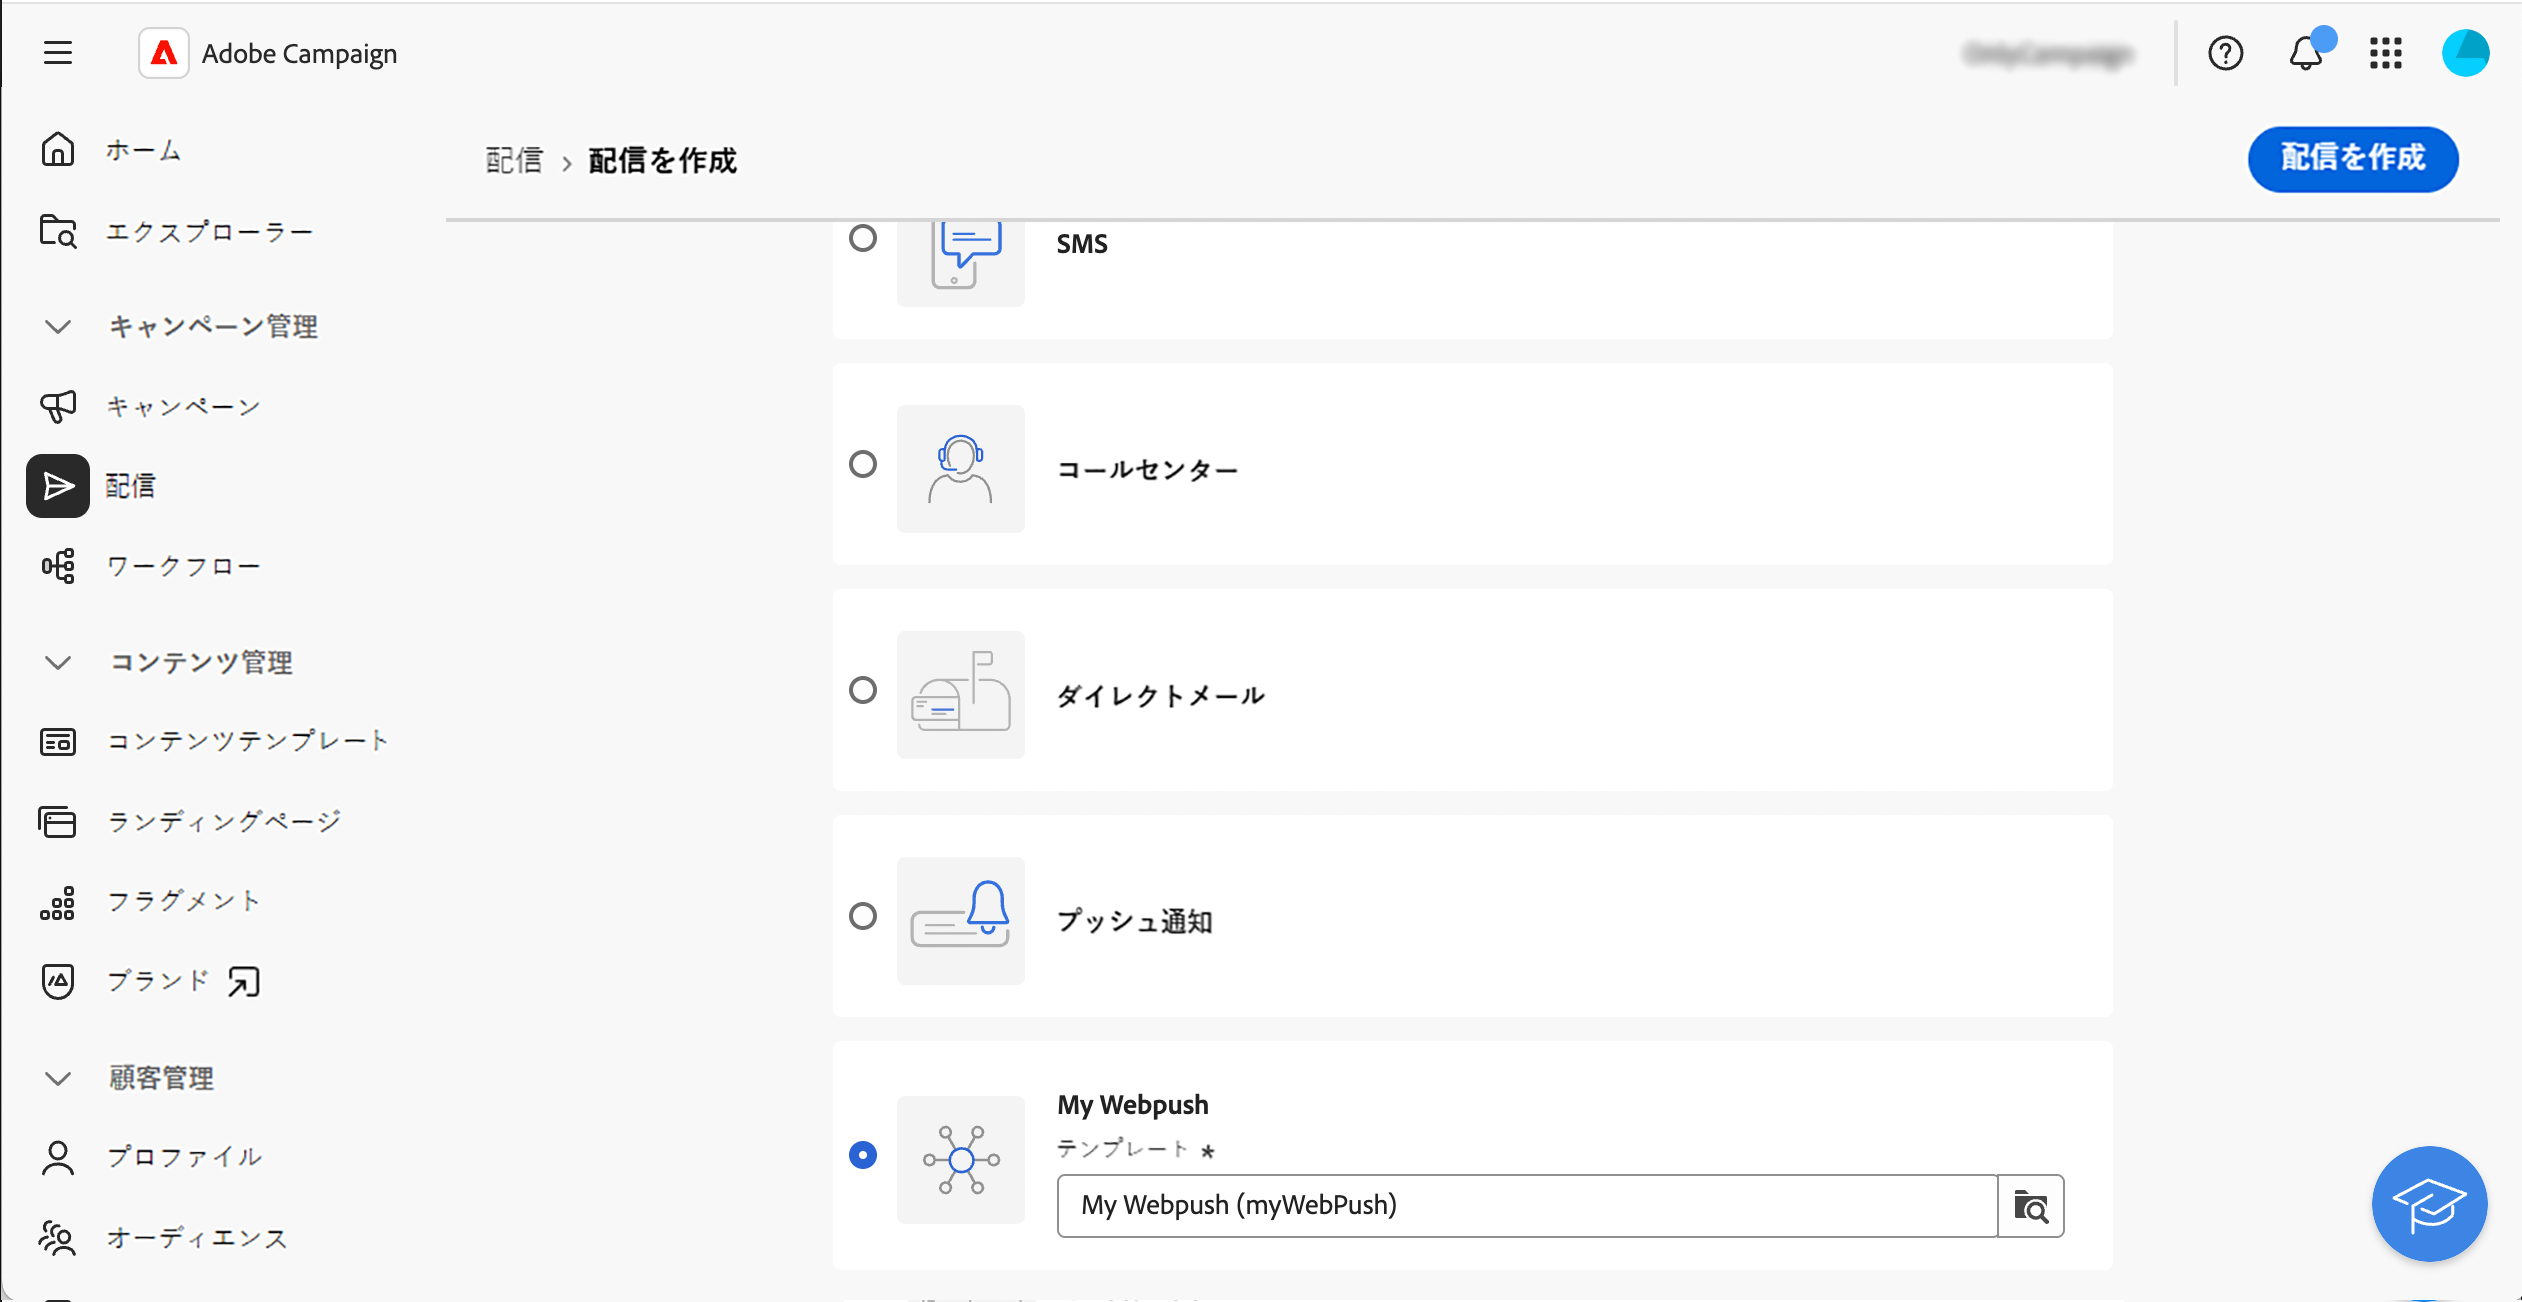 Adobe Campaign
ホーム
エクスプローラー
キャンペーン管理
キャンペーン
配信
ワークフロー
コンテンツ管理
コンテンツテンプレート
ランディングページ
フラグメント
ブランド
顧客管理
プロファイル
オーディエンス
配信 › 配信を作成
配信を作成
SMS
コールセンター
ダイレクトメール
プッシュ通知
My Webpush
テンプレート *
My Webpush (myWebPush)